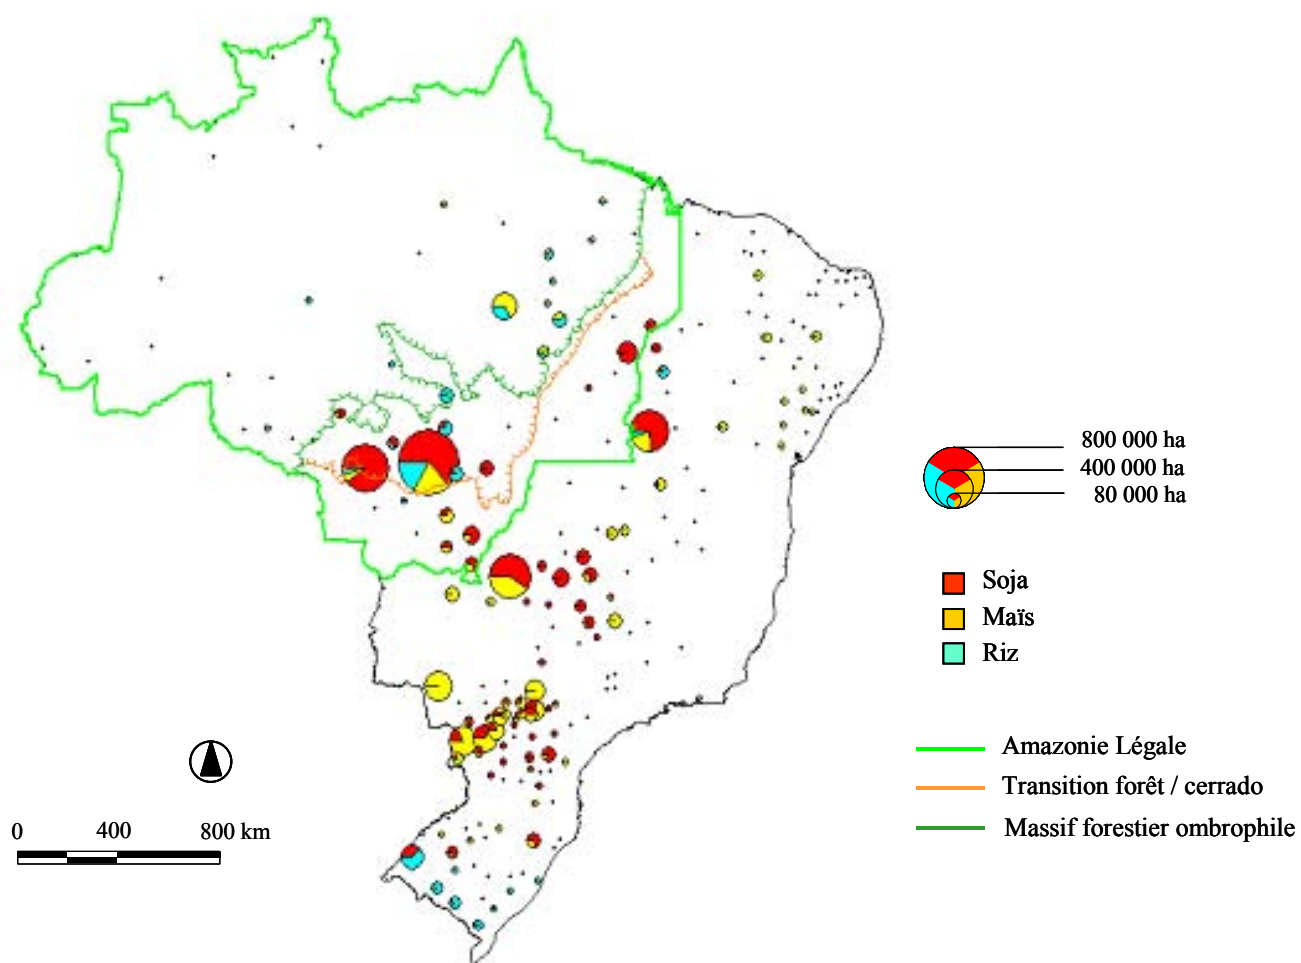 800 000 ha
400 000 ha
80 000 ha
Soja
Maïs
Riz
Amazonie Légale
Transition forêt / cerrado
Massif forestier ombrophile
0 400 800 km